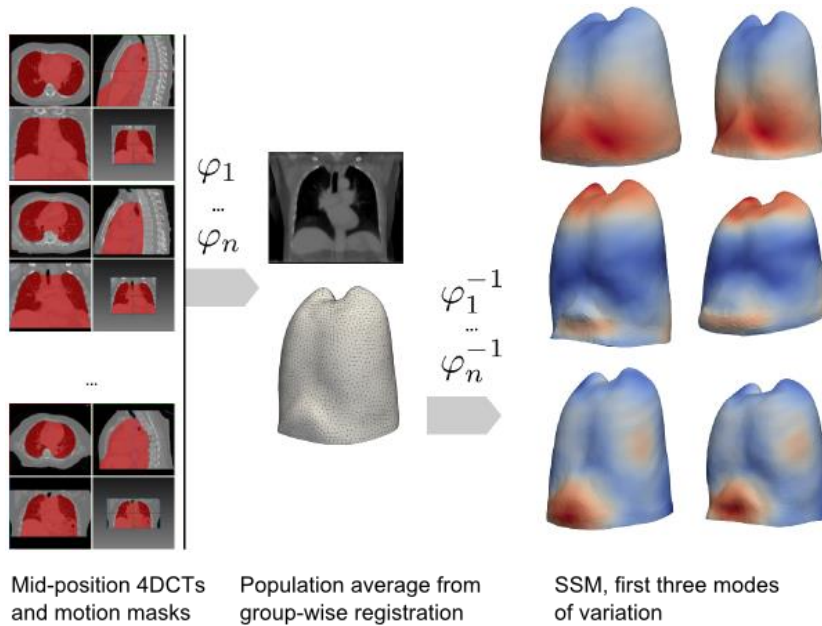 φ1
...
φn
φ1^-1
...
φn^-1
...
Mid-position 4DCTs
and motion masks
Population average from
group-wise registration
SSM, first three modes
of variation